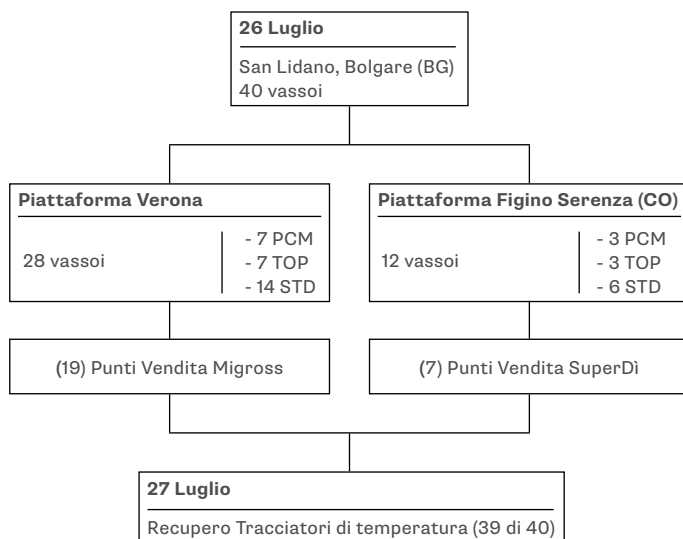 26 Luglio
San Lidano, Bolgare (BG)
40 vassoi
Piattaforma Verona
28 vassoi
- 7 PCM
- 7 TOP
- 14 STD
Piattaforma Figino Serenza (CO)
12 vassoi
- 3 PCM
- 3 TOP
- 6 STD
(19) Punti Vendita Migross
(7) Punti Vendita SuperDì
27 Luglio
Recupero Tracciatori di temperatura (39 di 40)